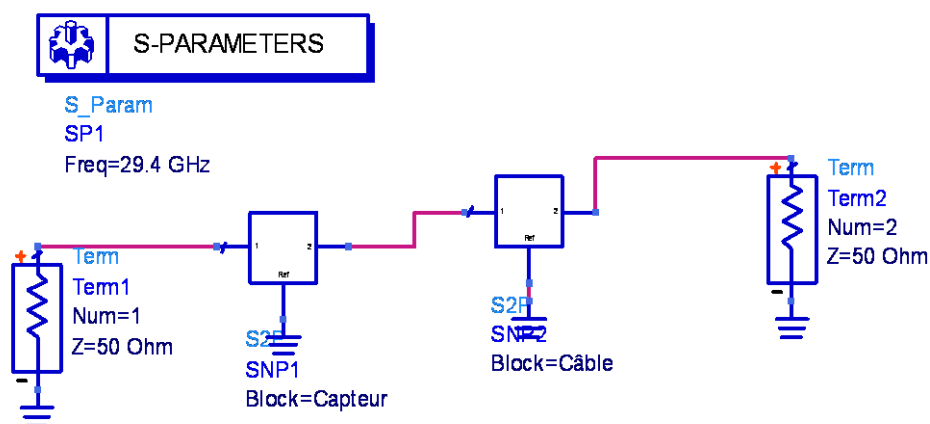 S-PARAMETERS
S_Param
SP1
Freq=29.4 GHz
+
Term
Term1
Num=1
Z=50 Ohm
-
1
2
Ref
S2P
SNP1
Block=Capteur
1
2
Ref
S2P
SNP2
Block=Câble
+
Term
Term2
Num=2
Z=50 Ohm
-